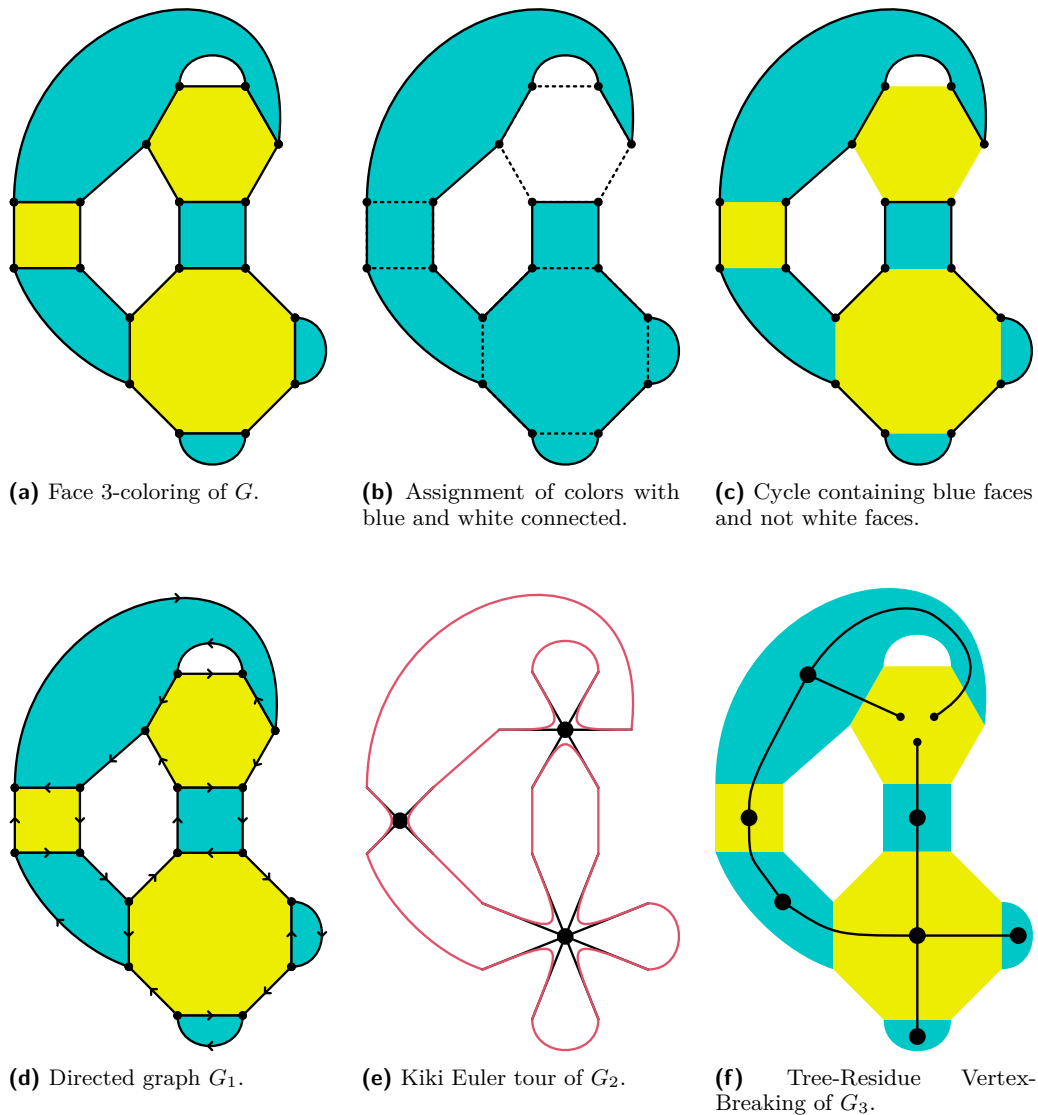 (a) Face 3-coloring of G.
(b) Assignment of colors with
blue and white connected.
(c) Cycle containing blue faces
and not white faces.
(d) Directed graph G₁.
(e) Kiki Euler tour of G₂.
(f) Tree-Residue Vertex-
Breaking of G₃.